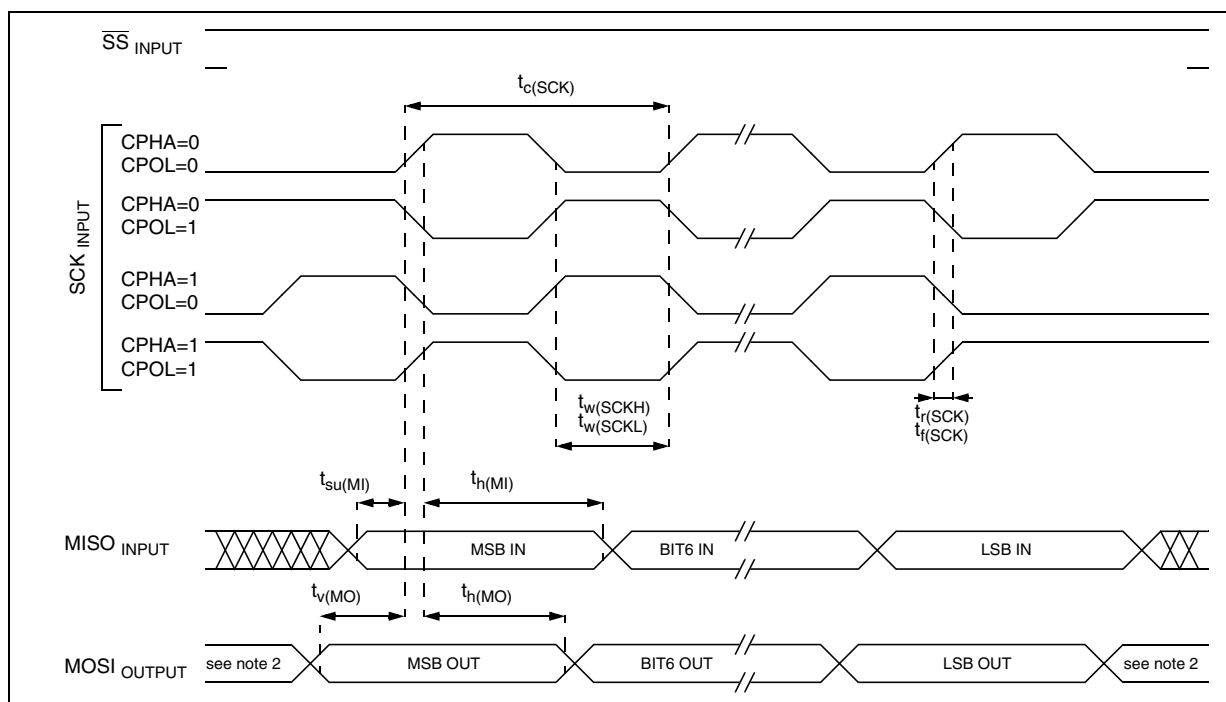 SS INPUT
tc(SCK)
SCK INPUT
CPHA=0
CPOL=0
CPHA=0
CPOL=1
CPHA=1
CPOL=0
CPHA=1
CPOL=1
tw(SCKH)
tw(SCKL)
tr(SCK)
tf(SCK)
tsu(MI)
th(MI)
MISO INPUT
MSB IN
BIT6 IN
LSB IN
tv(MO)
th(MO)
MOSI OUTPUT
see note 2
MSB OUT
BIT6 OUT
LSB OUT
see note 2